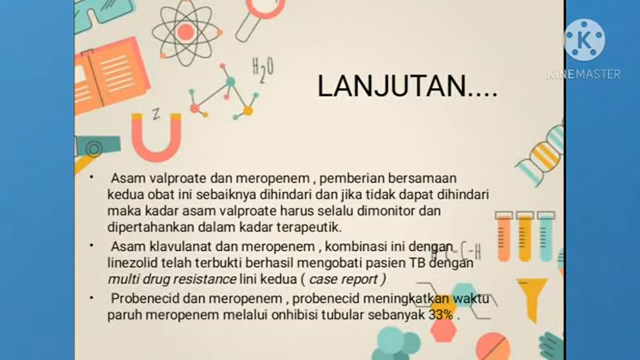 LANJUTAN....
K
KINEMASTER
H₂O
z
• Asam valproate dan meropenem , pemberian bersamaan
kedua obat ini sebaiknya dihindari dan jika tidak dapat dihindari
maka kadar asam valproate harus selalu dimonitor dan
dipertahankan dalam kadar terapeutik.
• Asam klavulanat dan meropenem , kombinasi ini dengan
linezolid telah terbukti berhasil mengobati pasien TB dengan
multi drug resistance lini kedua ( case report )
• Probenecid dan meropenem , probenecid meningkatkan waktu
paruh meropenem melalui onhibisi tubular sebanyak 33% .